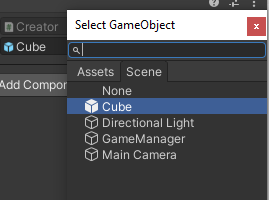 Creator
Cube
Add Compon
Select GameObject
x
Assets Scene
None
Cube
Directional Light
GameManager
Main Camera